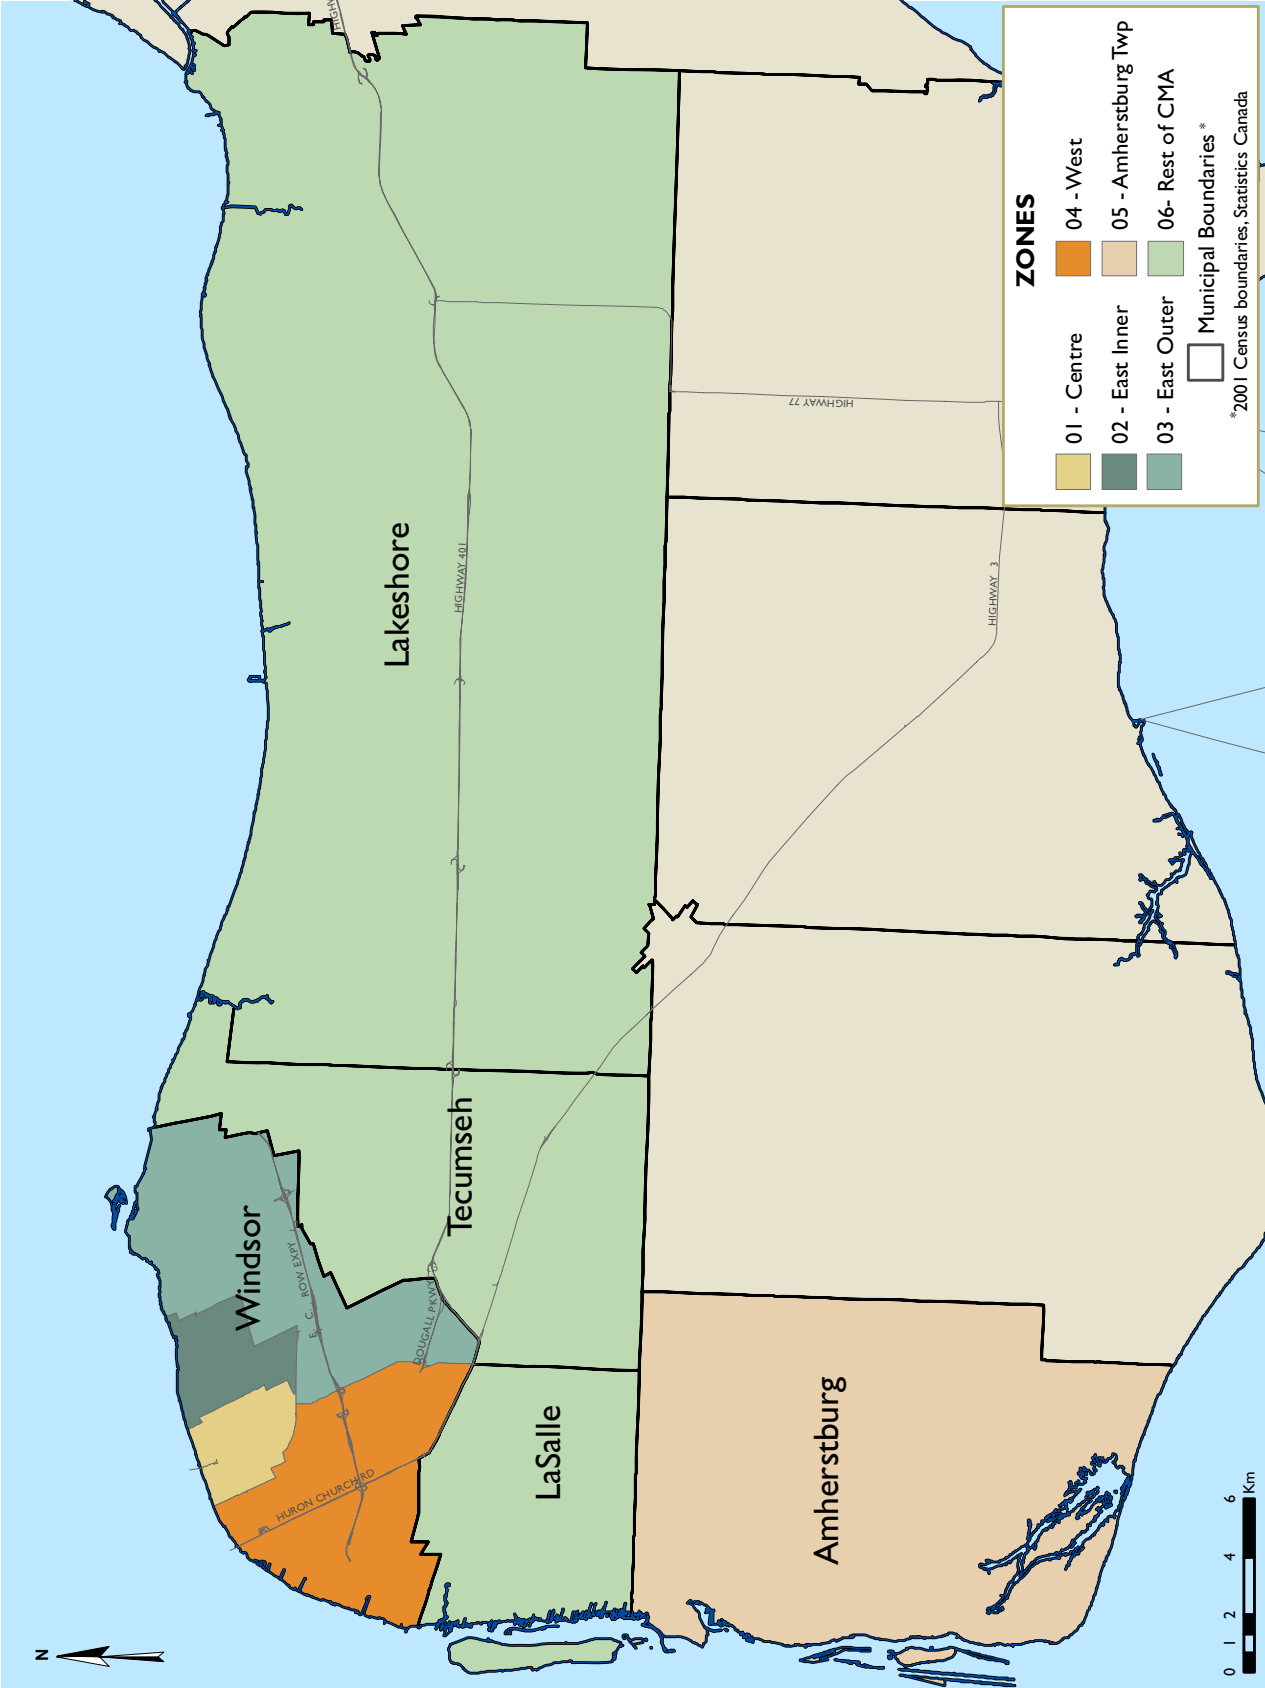 N
Windsor
Lakeshore
Tecumseh
LaSalle
Amherstburg
HIGHW
HIGHWAY 401
HIGHWAY 77
HIGHWAY 3
E. C. ROW EXPY
DOUGALL PKWY
HURON CHURCH RD
0 1 2 4 6
Km
ZONES
01 - Centre
04 - West
02 - East Inner
05 - Amherstburg Twp
03 - East Outer
06- Rest of CMA
Municipal Boundaries *
*2001 Census boundaries, Statistics Canada